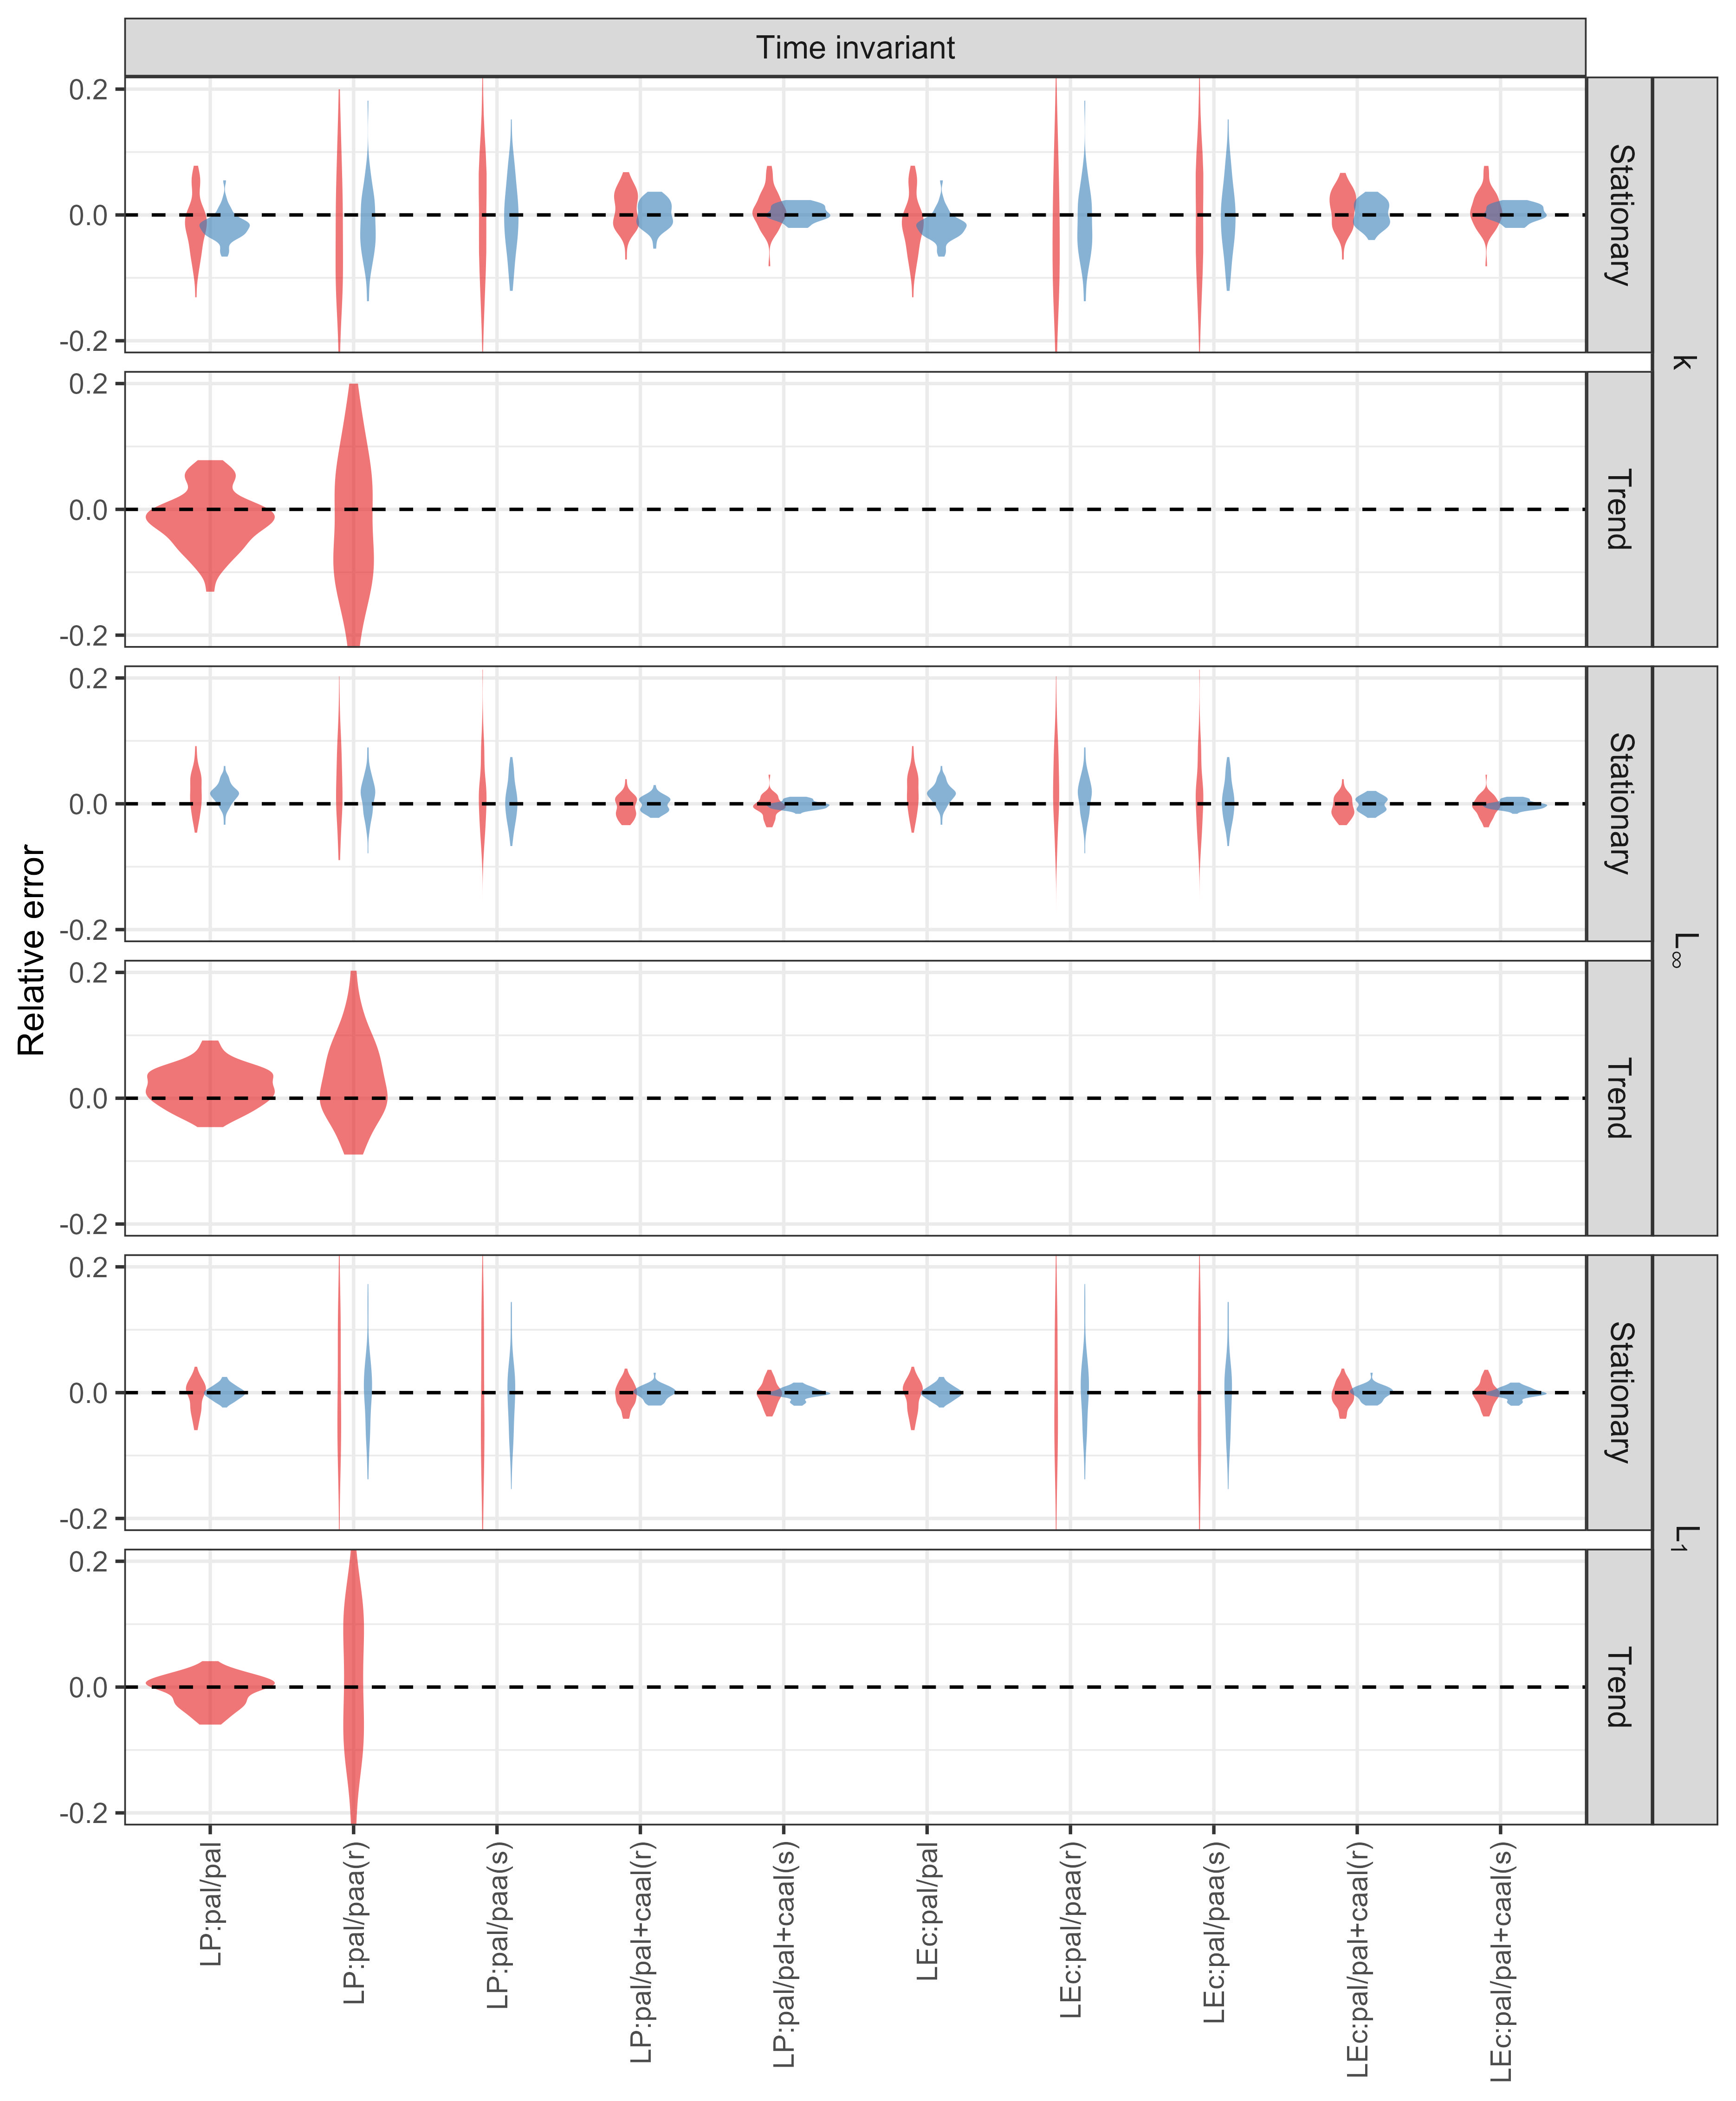 Time invariant
Relative error
0.2
0.0
-0.2
Stationary
k
0.2
0.0
-0.2
Trend
0.2
0.0
-0.2
Stationary
L∞
0.2
0.0
-0.2
Trend
0.2
0.0
-0.2
Stationary
L1
0.2
0.0
-0.2
Trend
LP:pal/pal
LP:pal/paa(r)
LP:pal/paa(s)
LP:pal/pal+caal(r)
LP:pal/pal+caal(s)
LEc:pal/pal
LEc:pal/paa(r)
LEc:pal/paa(s)
LEc:pal/pal+caal(r)
LEc:pal/pal+caal(s)